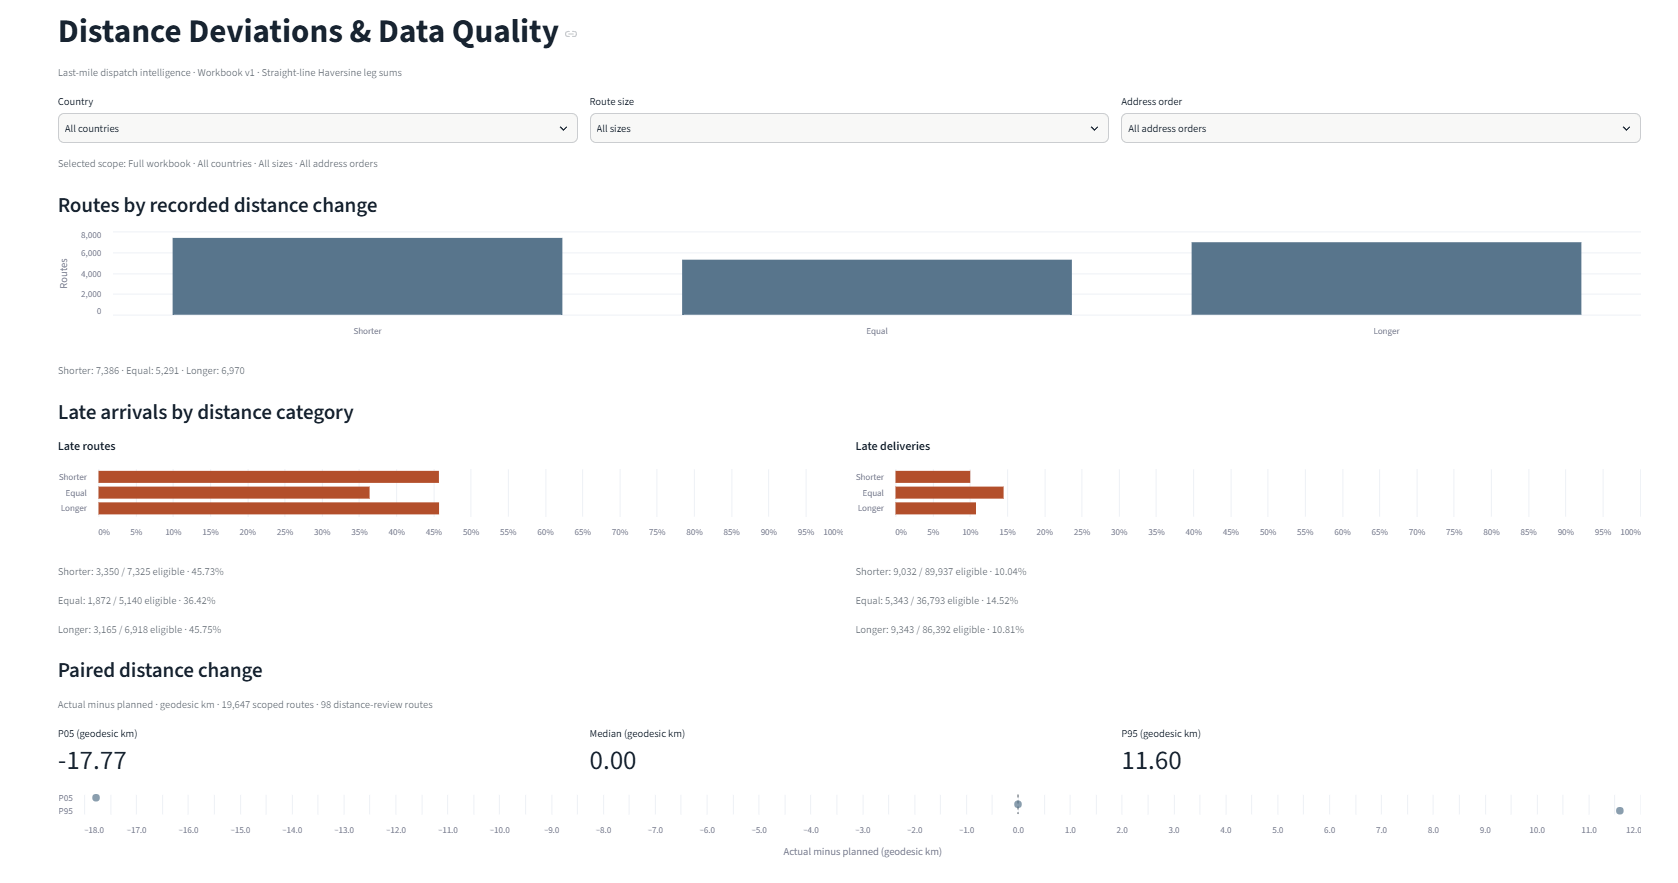 Distance Deviations & Data Quality
Last-mile dispatch intelligence · Workbook v1 · Straight-line Haversine leg sums
Country Route size Address order
All countries All sizes All address orders
Selected scope: Full workbook · All countries · All sizes · All address orders
Routes by recorded distance change
Routes
8,000
6,000
4,000
2,000
0
Shorter Equal Longer
Shorter: 7,386 · Equal: 5,291 · Longer: 6,970
Late arrivals by distance category
Late routes
Shorter
Equal
Longer
0% 5% 10% 15% 20% 25% 30% 35% 40% 45% 50% 55% 60% 65% 70% 75% 80% 85% 90% 95% 100%
Shorter: 3,350 / 7,325 eligible · 45.73%
Equal: 1,872 / 5,140 eligible · 36.42%
Longer: 3,165 / 6,918 eligible · 45.75%
Late deliveries
Shorter
Equal
Longer
0% 5% 10% 15% 20% 25% 30% 35% 40% 45% 50% 55% 60% 65% 70% 75% 80% 85% 90% 95% 100%
Shorter: 9,032 / 89,937 eligible · 10.04%
Equal: 5,343 / 36,793 eligible · 14.52%
Longer: 9,343 / 86,392 eligible · 10.81%
Paired distance change
Actual minus planned · geodesic km · 19,647 scoped routes · 98 distance-review routes
P05 (geodesic km) Median (geodesic km) P95 (geodesic km)
-17.77 0.00 11.60
P05
P95
−18.0 −17.0 −16.0 −15.0 −14.0 −13.0 −12.0 −11.0 −10.0 −9.0 −8.0 −7.0 −6.0 −5.0 −4.0 −3.0 −2.0 −1.0 0.0 1.0 2.0 3.0 4.0 5.0 6.0 7.0 8.0 9.0 10.0 11.0 12.0
Actual minus planned (geodesic km)